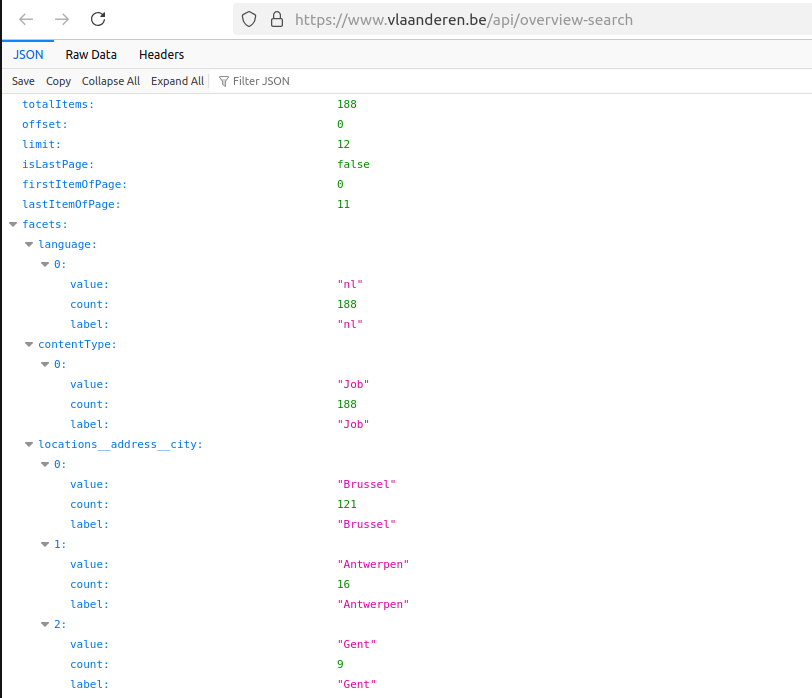 https://www.vlaanderen.be/api/overview-search
JSON Raw Data Headers
Save Copy Collapse All Expand All Filter JSON
totalItems: 188
offset: 0
limit: 12
isLastPage: false
firstItemOfPage: 0
lastItemOfPage: 11
facets:
language:
0:
value: "nl"
count: 188
label: "nl"
contentType:
0:
value: "Job"
count: 188
label: "Job"
locations__address__city:
0:
value: "Brussel"
count: 121
label: "Brussel"
1:
value: "Antwerpen"
count: 16
label: "Antwerpen"
2:
value: "Gent"
count: 9
label: "Gent"